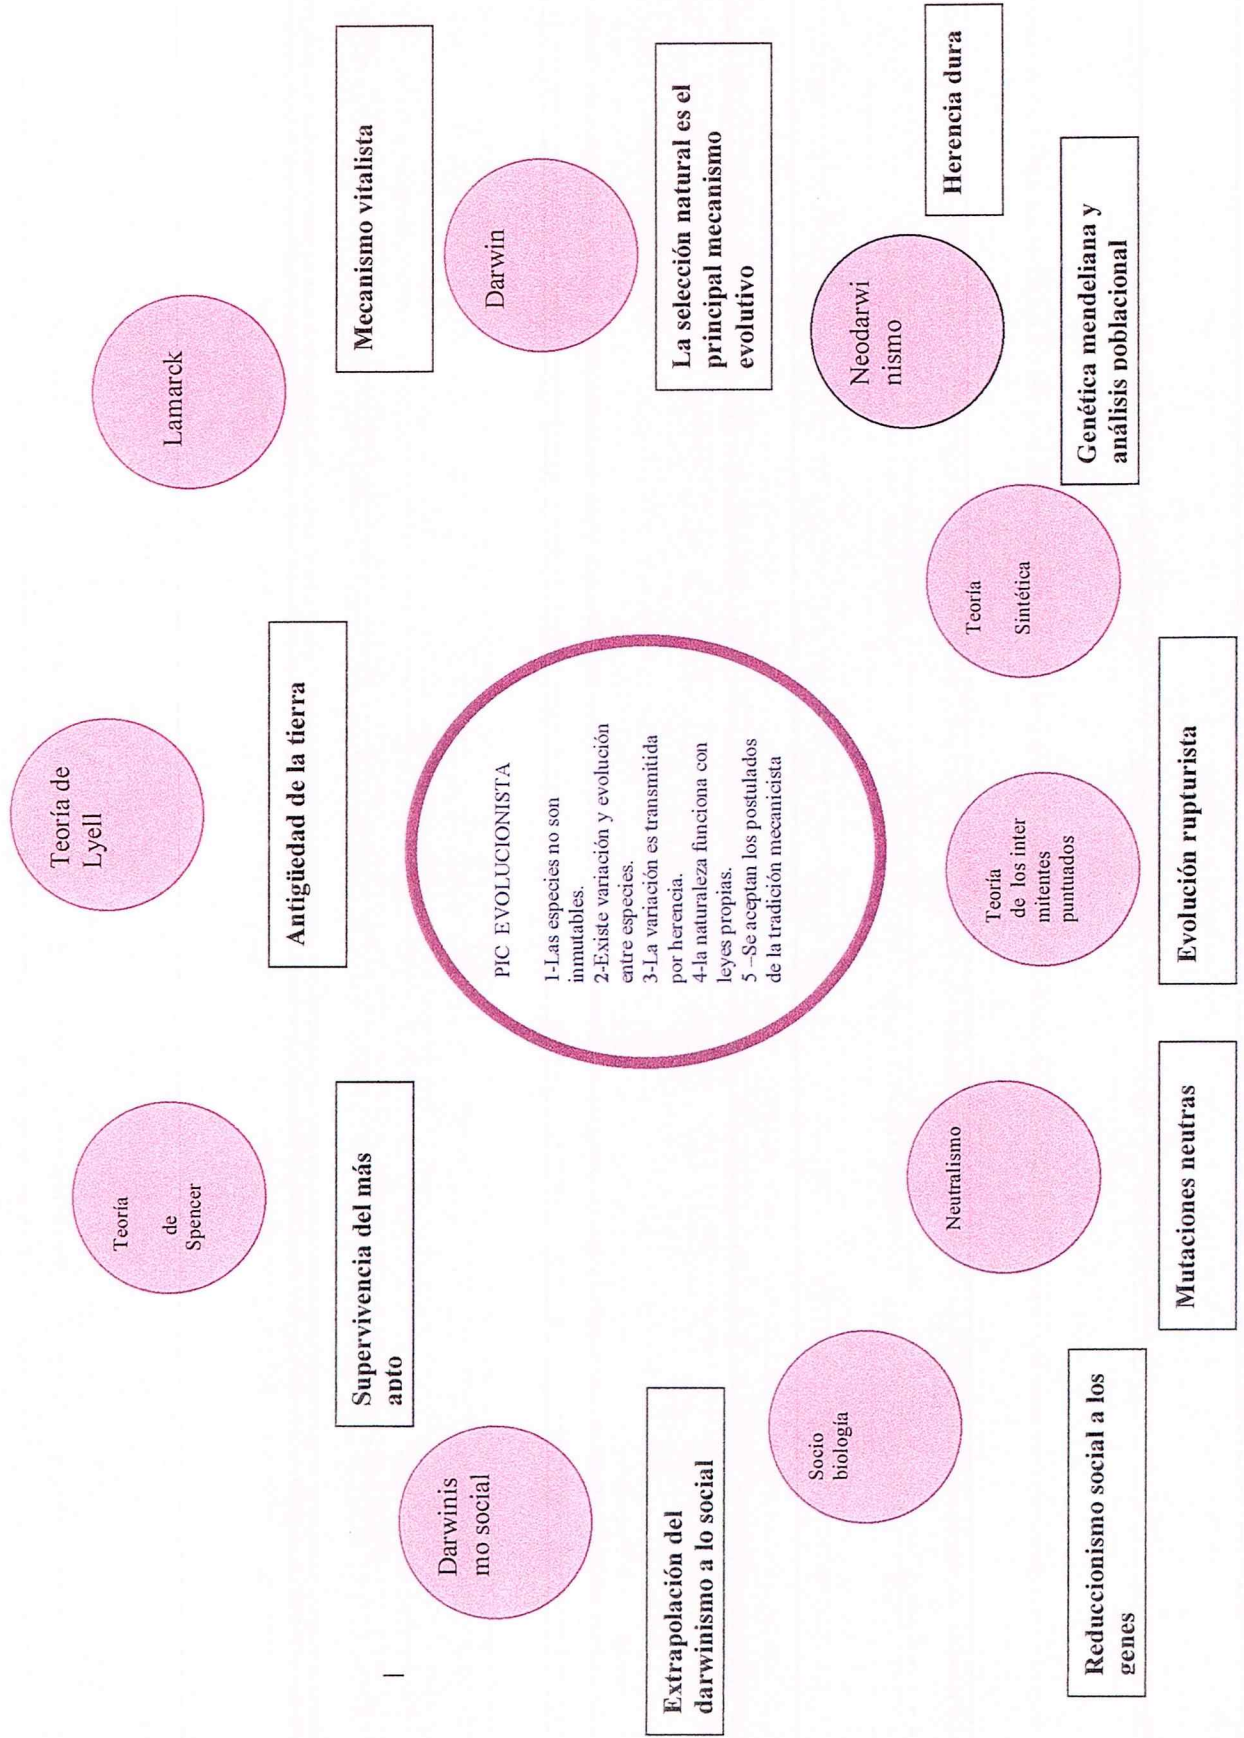 Teoría de
Lyell
Antigüedad de la tierra
Lamarck
Mecanismo vitalista
Darwin
La selección natural es el
principal mecanismo
evolutivo
Neodarwi
nismo
Herencia dura
Teoría
Sintética
Genética mendeliana y
análisis poblacional
Teoría
de los inter
mitentes
puntuados
Evolución rupturista
Neutralismo
Mutaciones neutras
Socio
biología
Reduccionismo social a los
genes
Darwinis
mo social
Extrapolación del
darwinismo a lo social
Teoría
de
Spencer
Supervivencia del más
apto
PIC EVOLUCIONISTA
1-Las especies no son
inmutables.
2-Existe variación y evolución
entre especies.
3-La variación es transmitida
por herencia.
4-la naturaleza funciona con
leyes propias.
5 –Se aceptan los postulados
de la tradición mecanicista